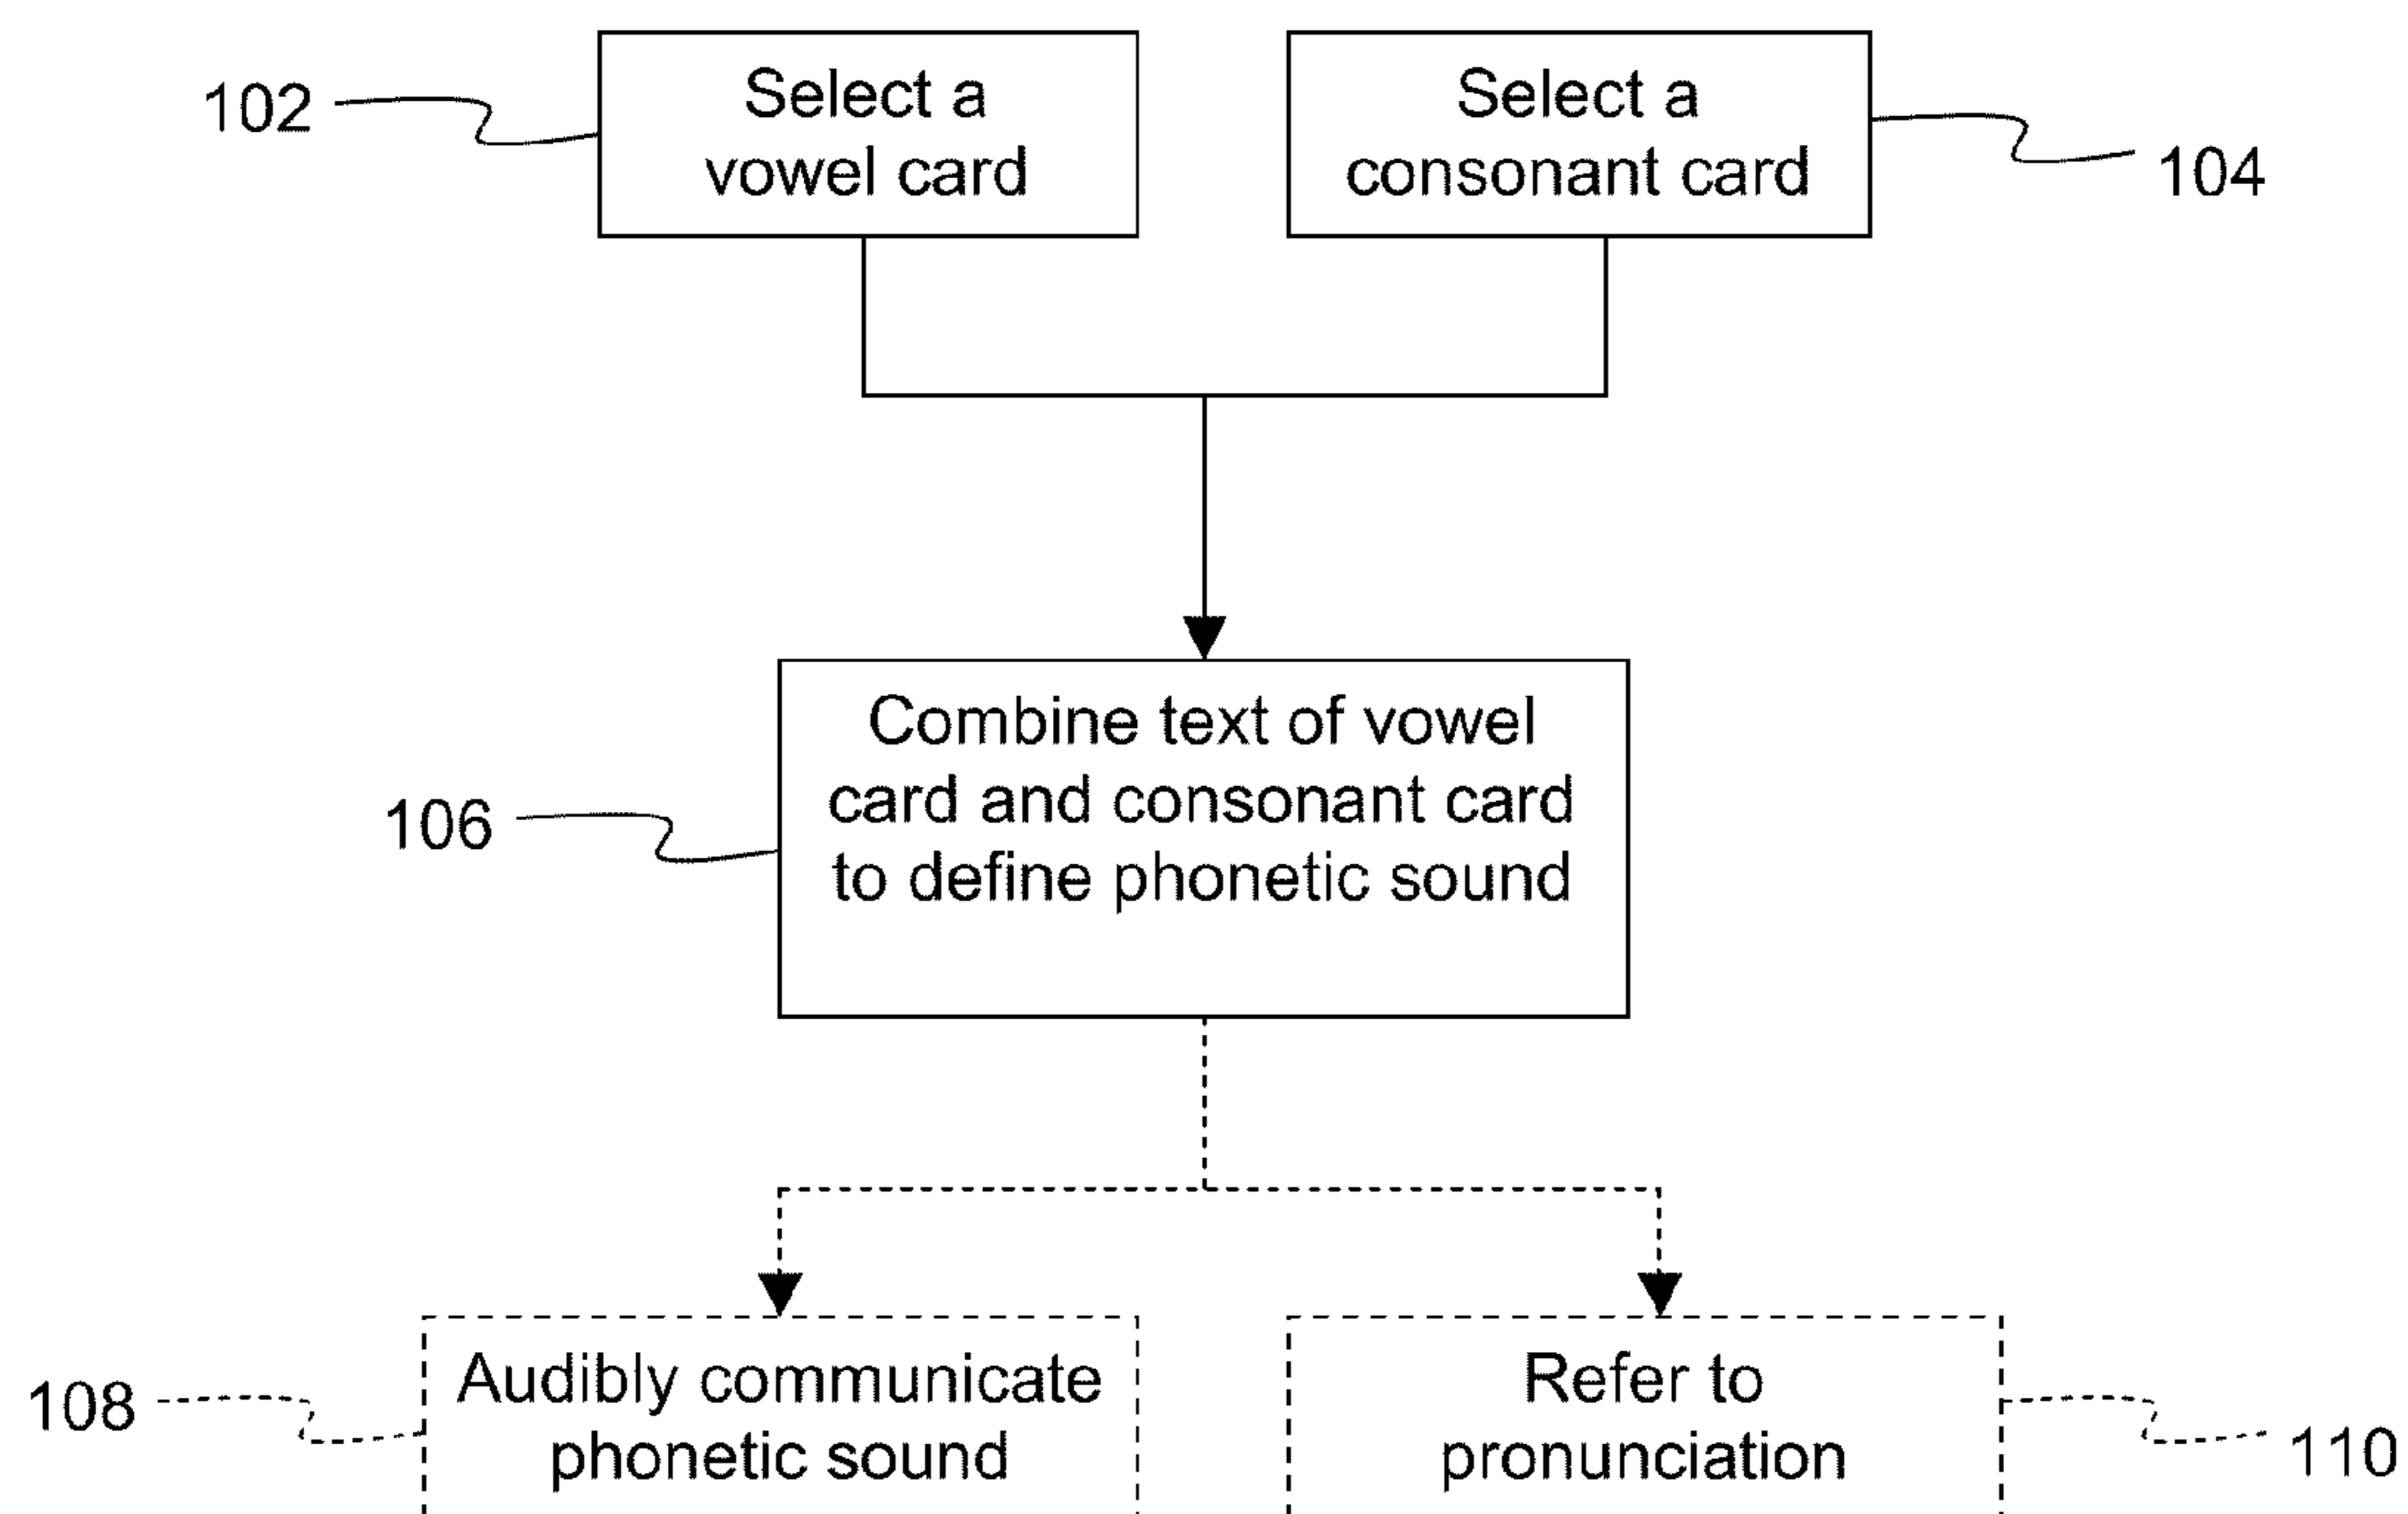 102
Select a
vowel card
Select a
consonant card
104
106
Combine text of vowel
card and consonant card
to define phonetic sound
108
Audibly communicate
phonetic sound
Refer to
pronunciation
110